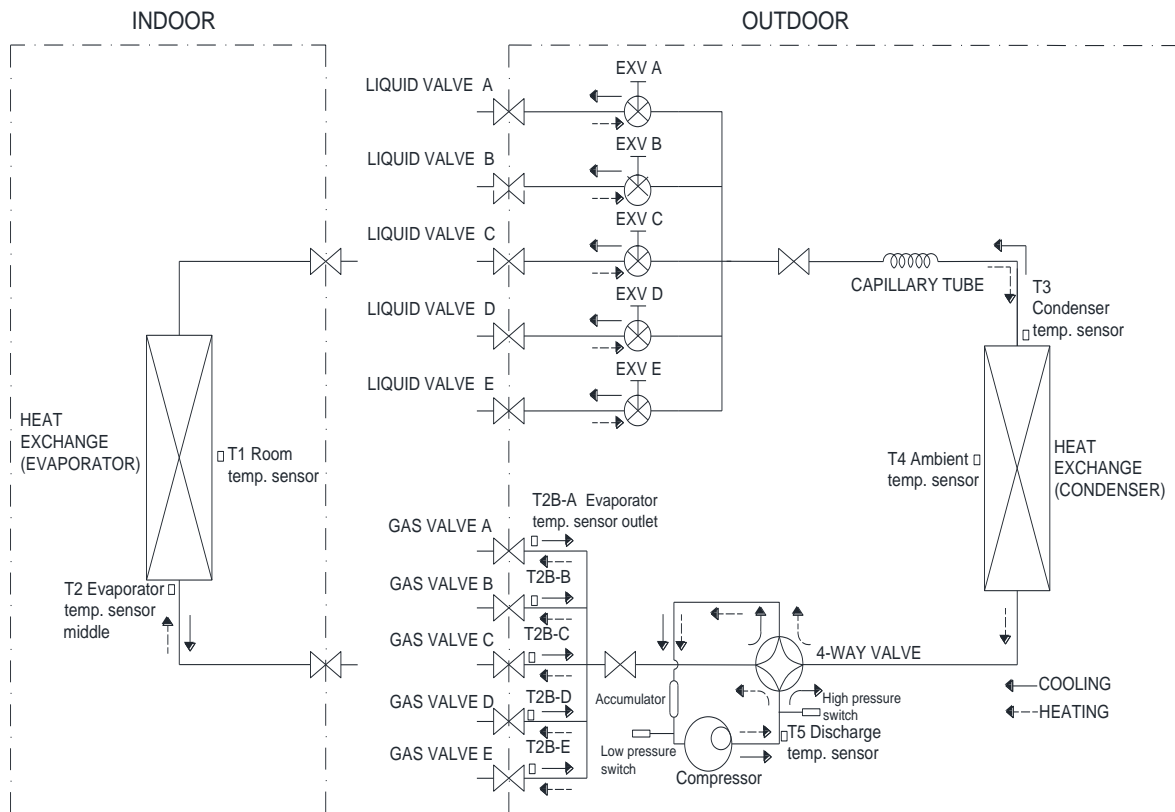 INDOOR
OUTDOOR
LIQUID VALVE A
EXV A
LIQUID VALVE B
EXV B
LIQUID VALVE C
EXV C
LIQUID VALVE D
EXV D
LIQUID VALVE E
EXV E
CAPILLARY TUBE
T3
Condenser
temp. sensor
HEAT
EXCHANGE
(EVAPORATOR)
T1 Room
temp. sensor
T4 Ambient
temp. sensor
HEAT
EXCHANGE
(CONDENSER)
T2 Evaporator
temp. sensor
middle
T2B-A Evaporator
temp. sensor outlet
GAS VALVE A
GAS VALVE B
T2B-B
GAS VALVE C
T2B-C
GAS VALVE D
T2B-D
GAS VALVE E
T2B-E
4-WAY VALVE
Accumulator
High pressure
switch
Low pressure
switch
T5 Discharge
temp. sensor
Compressor
COOLING
HEATING